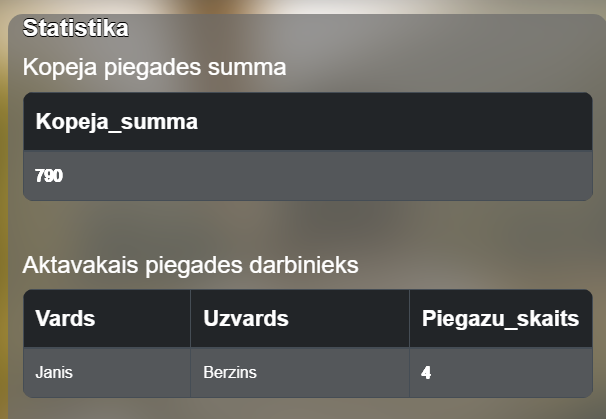 Statistika
Kopeja piegades summa
Kopeja_summa
790
Aktavakais piegades darbinieks
Vards Uzvards Piegazu_skaits
Janis Berzins 4